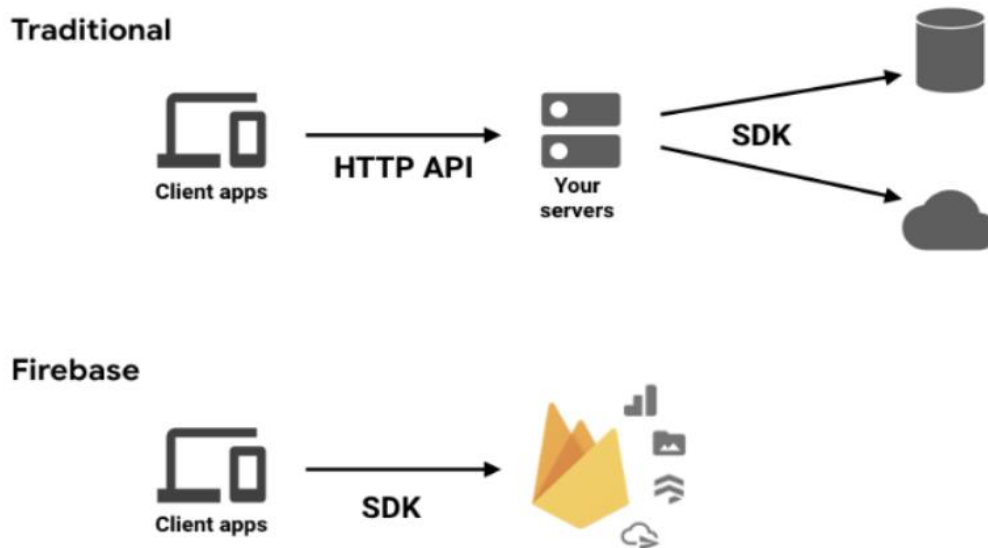 Traditional
Client apps
HTTP API
Your
servers
SDK
Firebase
Client apps
SDK